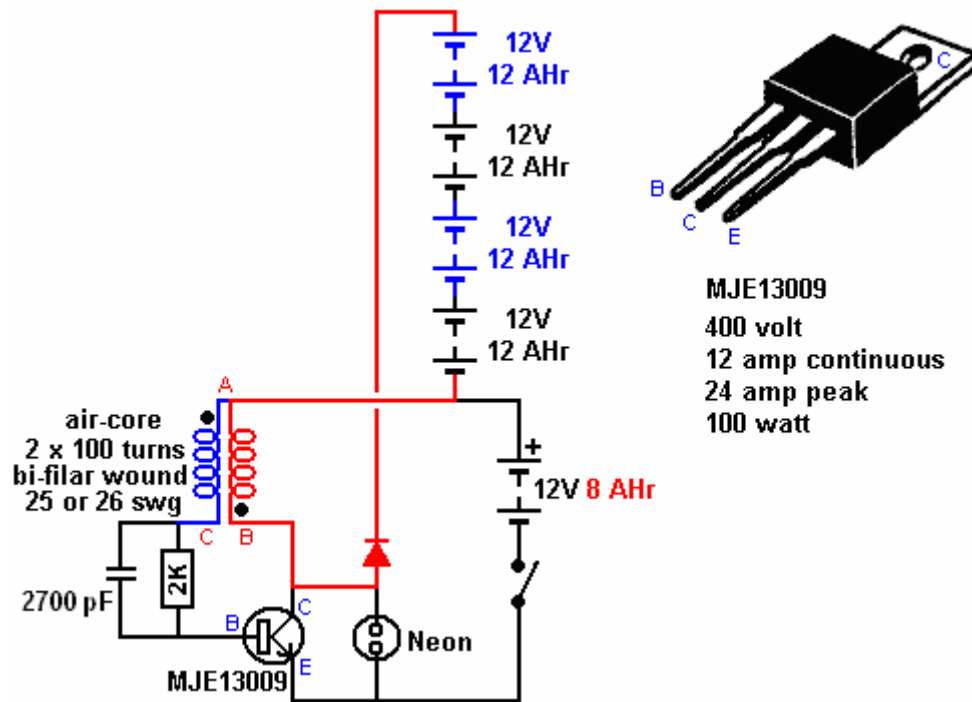 12V
12 AHr
12V
12 AHr
12V
12 AHr
12V
12 AHr
C
B
C
E
MJE13009
400 volt
12 amp continuous
24 amp peak
100 watt
A
air-core
2 x 100 turns
bi-filar wound
25 or 26 swg
C
B
+
12V 8 AHr
2700 pF
2K
B
C
E
MJE13009
Neon